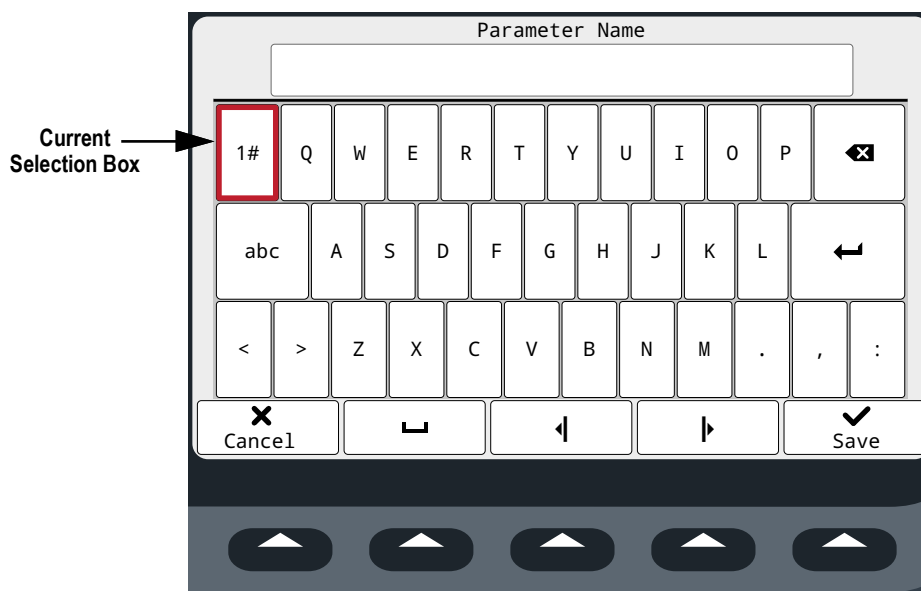 Parameter Name
Current
Selection Box
1# Q W E R T Y U I O P
abc A S D F G H J K L
< > Z X C V B N M . , :
Cancel Save